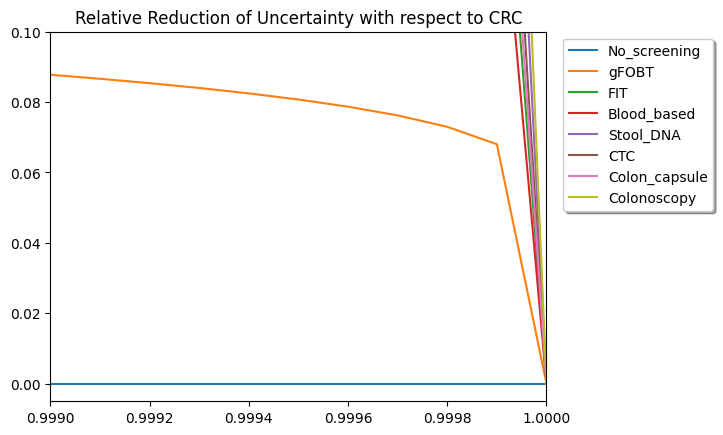 Relative Reduction of Uncertainty with respect to CRC
0.10
0.08
0.06
0.04
0.02
0.00
0.9990 0.9992 0.9994 0.9996 0.9998 1.0000
No_screening
gFOBT
FIT
Blood_based
Stool_DNA
CTC
Colon_capsule
Colonoscopy